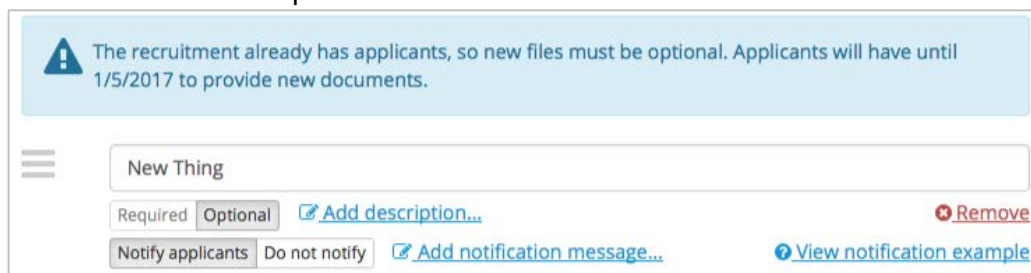 The recruitment already has applicants, so new files must be optional. Applicants will have until
1/5/2017 to provide new documents.
New Thing
Required Optional Add description... Remove
Notify applicants Do not notify Add notification message... View notification example